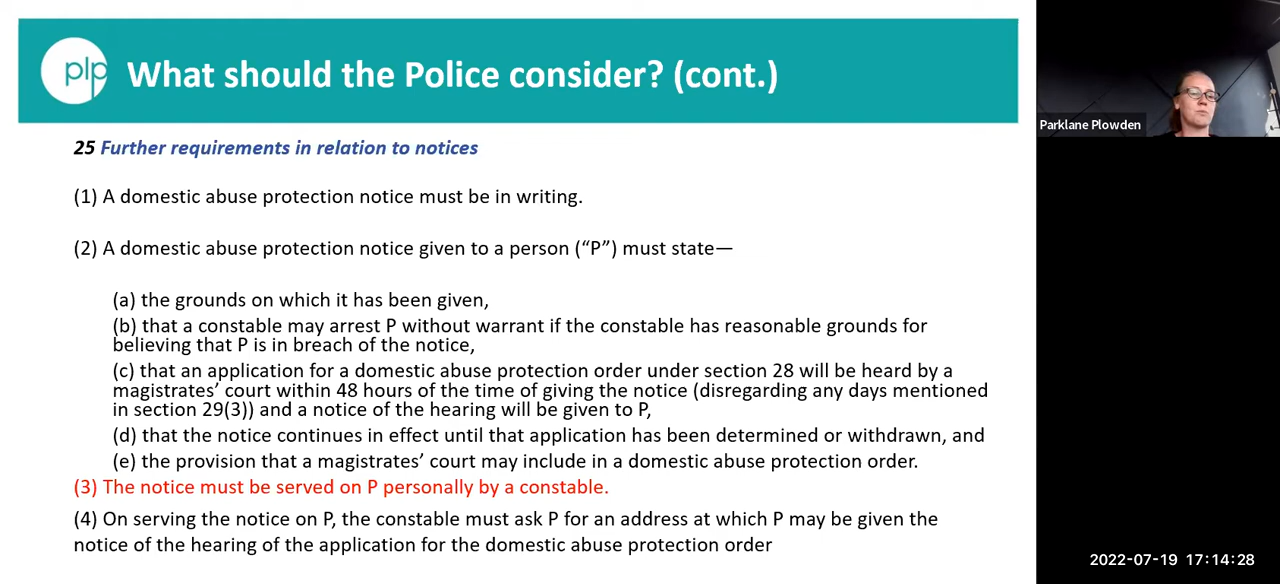 plp
What should the Police consider? (cont.)
25 Further requirements in relation to notices
(1) A domestic abuse protection notice must be in writing.
(2) A domestic abuse protection notice given to a person (“P”) must state—
(a) the grounds on which it has been given,
(b) that a constable may arrest P without warrant if the constable has reasonable grounds for
believing that P is in breach of the notice,
(c) that an application for a domestic abuse protection order under section 28 will be heard by a
magistrates’ court within 48 hours of the time of giving the notice (disregarding any days mentioned
in section 29(3)) and a notice of the hearing will be given to P,
(d) that the notice continues in effect until that application has been determined or withdrawn, and
(e) the provision that a magistrates’ court may include in a domestic abuse protection order.
(3) The notice must be served on P personally by a constable.
(4) On serving the notice on P, the constable must ask P for an address at which P may be given the
notice of the hearing of the application for the domestic abuse protection order
Parklane Plowden
2022-07-19 17:14:28